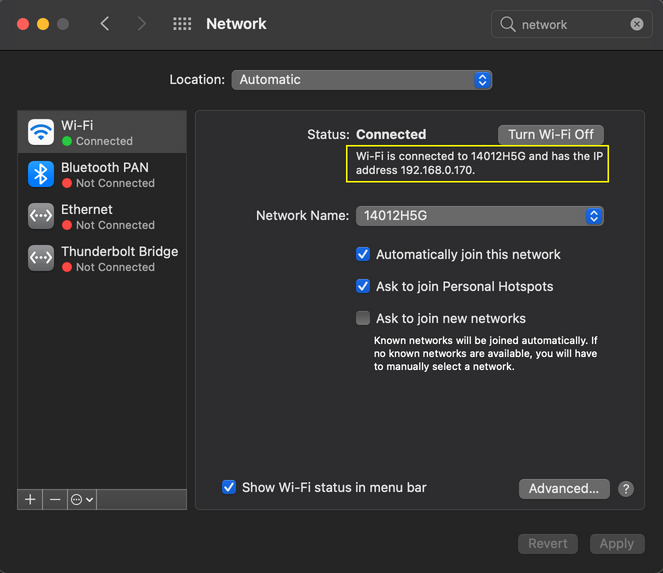 Network
network
Location: Automatic
Wi-Fi
Connected
Bluetooth PAN
Not Connected
Ethernet
Not Connected
Thunderbolt Bridge
Not Connected
Status: Connected
Turn Wi-Fi Off
Wi-Fi is connected to 14012H5G and has the IP
address 192.168.0.170.
Network Name: 14012H5G
Automatically join this network
Ask to join Personal Hotspots
Ask to join new networks
Known networks will be joined automatically. If
no known networks are available, you will have
to manually select a network.
Show Wi-Fi status in menu bar
Advanced...
?
Revert
Apply